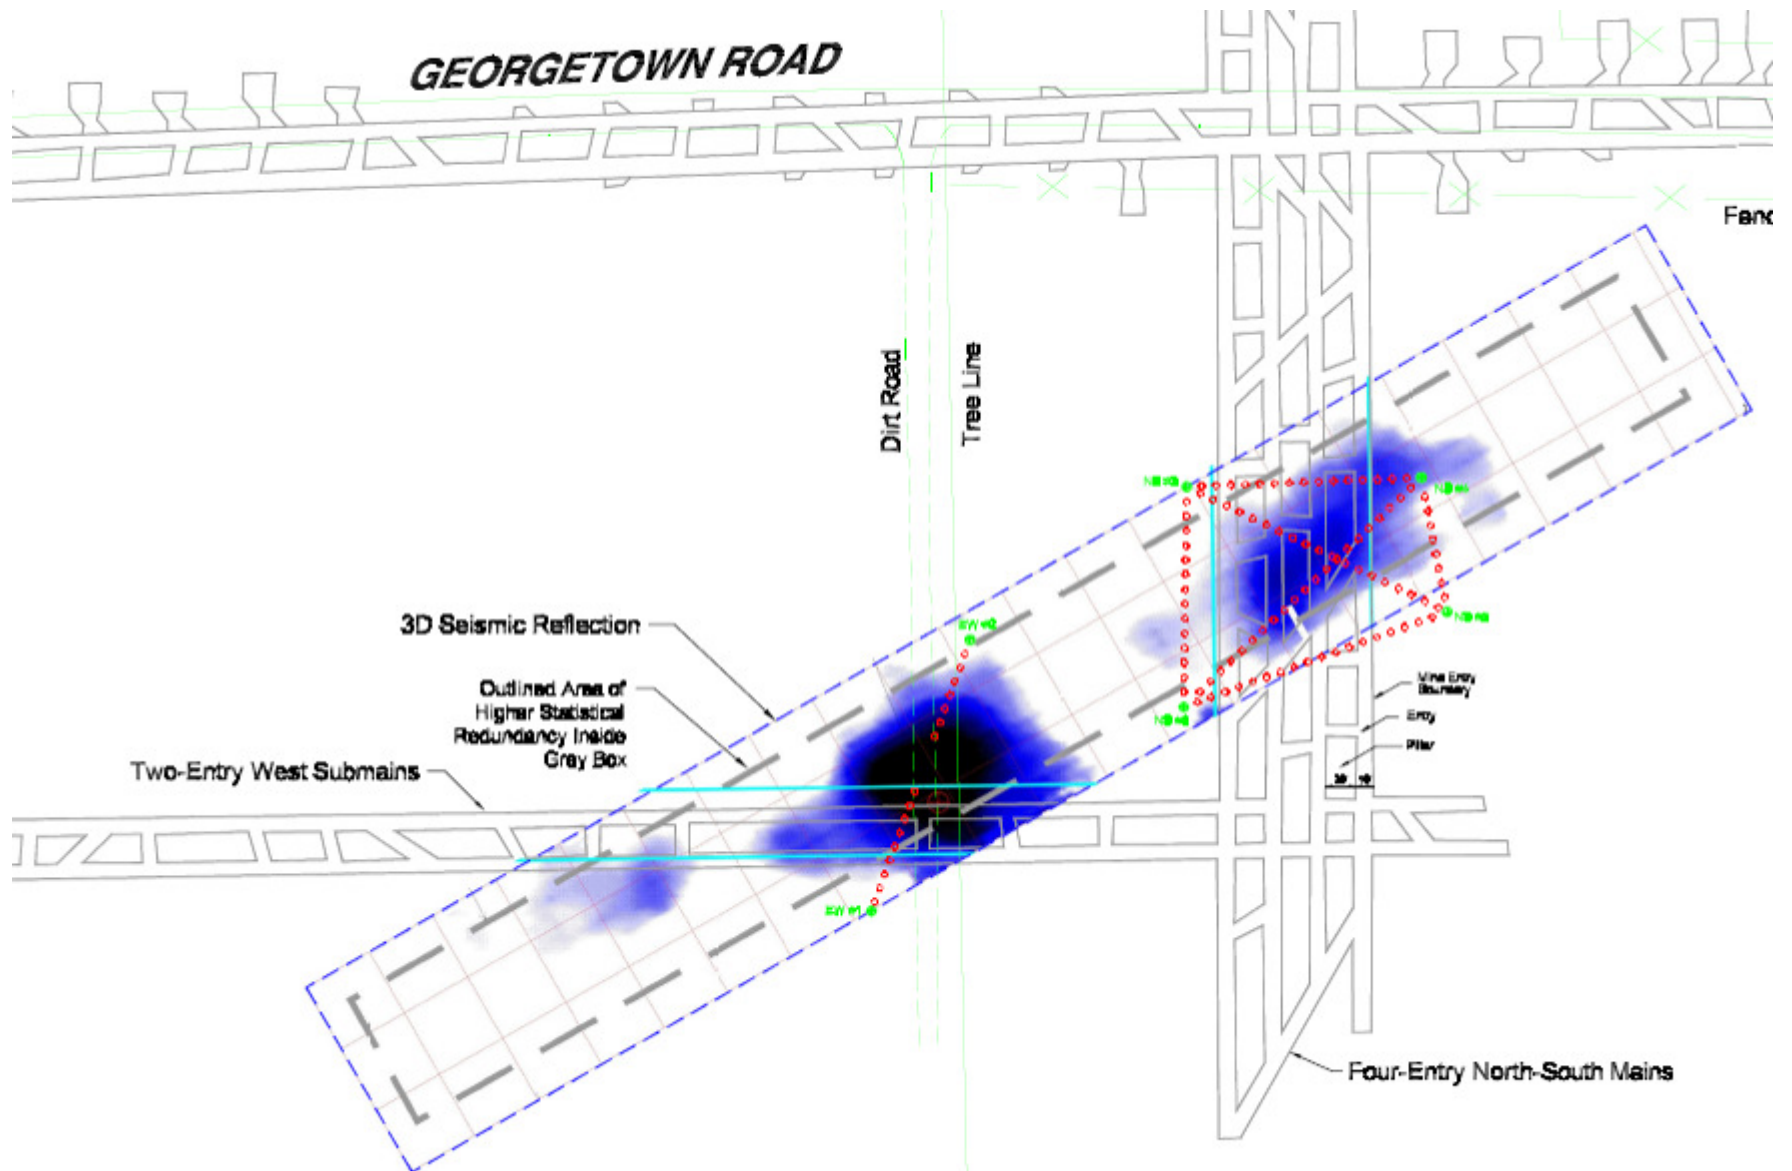 GEORGETOWN ROAD
Dirt Road
Tree Line
3D Seismic Reflection
Outlined Area of
Higher Statistical
Redundancy Inside
Gray Box
Two-Entry West Submains
Mine Entry
Boundary
Entry
Pillar
Four-Entry North-South Mains